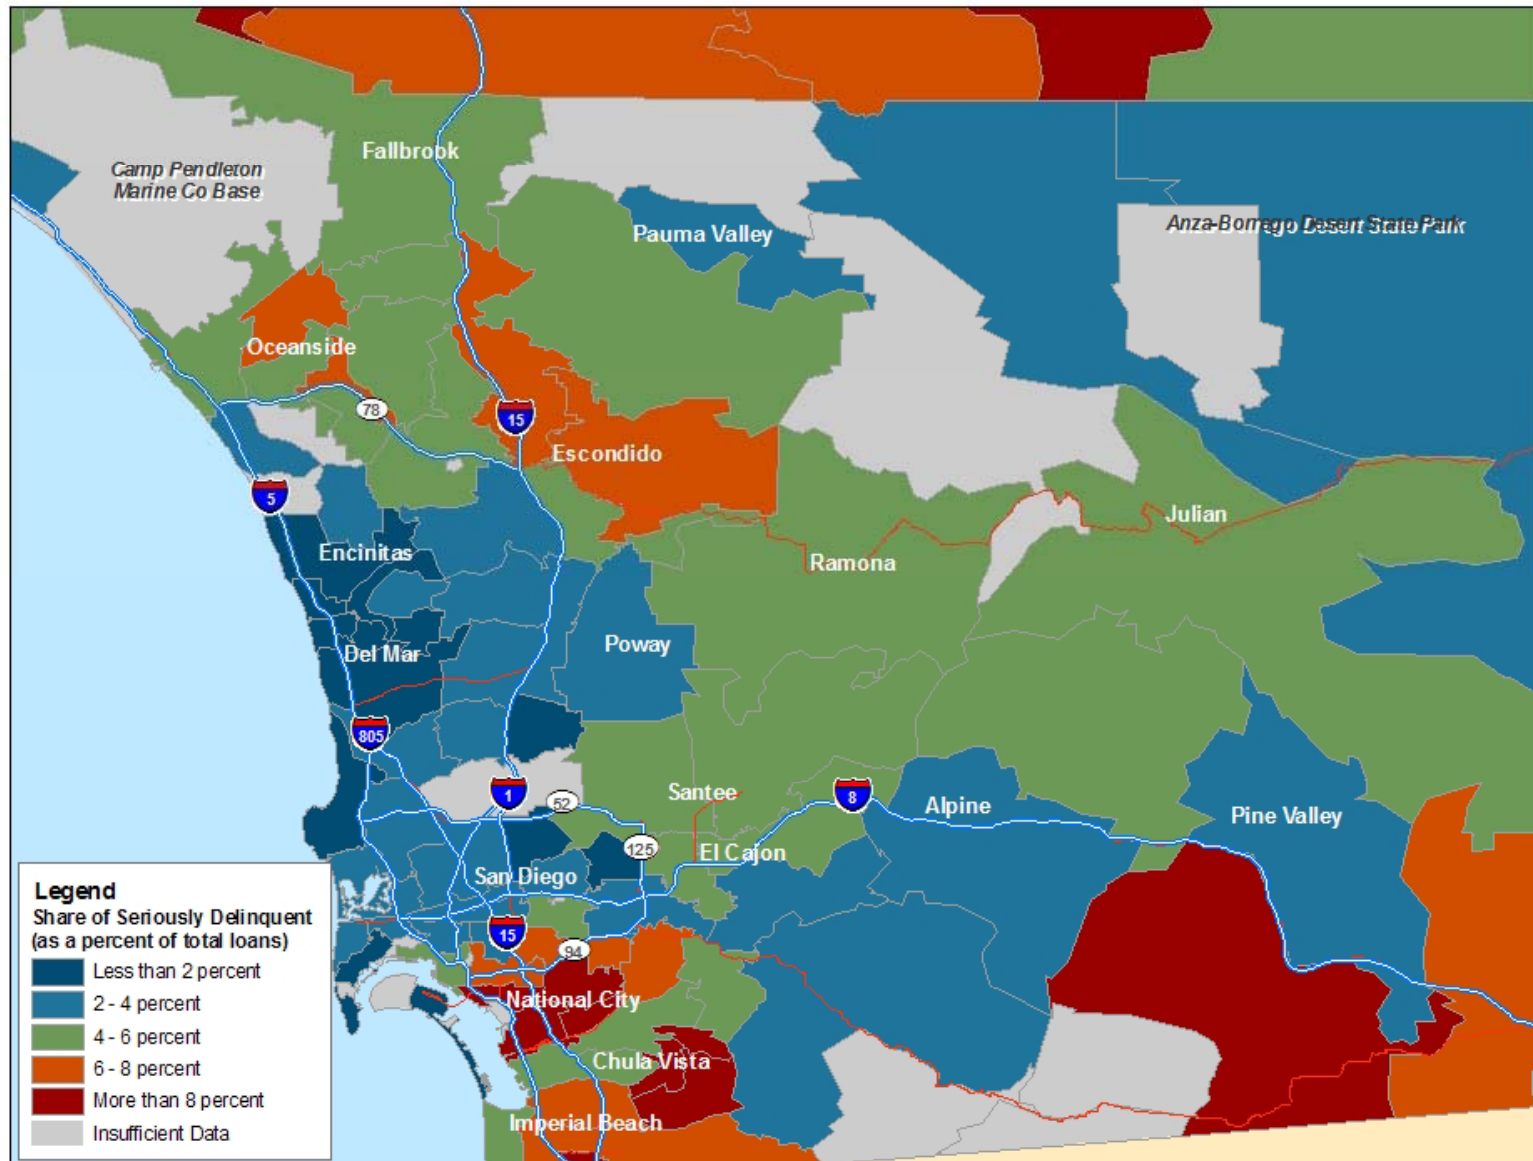 Fallbrook
Camp Pendleton
Marine Co Base
Pauma Valley
Anza-Borrego Desert State Park
Oceanside
78
15
Escondido
5
Julian
Encinitas
Ramona
Poway
Del Mar
805
1
52
Santee
8
Alpine
Pine Valley
125
El Cajon
San Diego
15
94
National City
Chula Vista
Imperial Beach
Legend
Share of Seriously Delinquent
(as a percent of total loans)
Less than 2 percent
2 - 4 percent
4 - 6 percent
6 - 8 percent
More than 8 percent
Insufficient Data